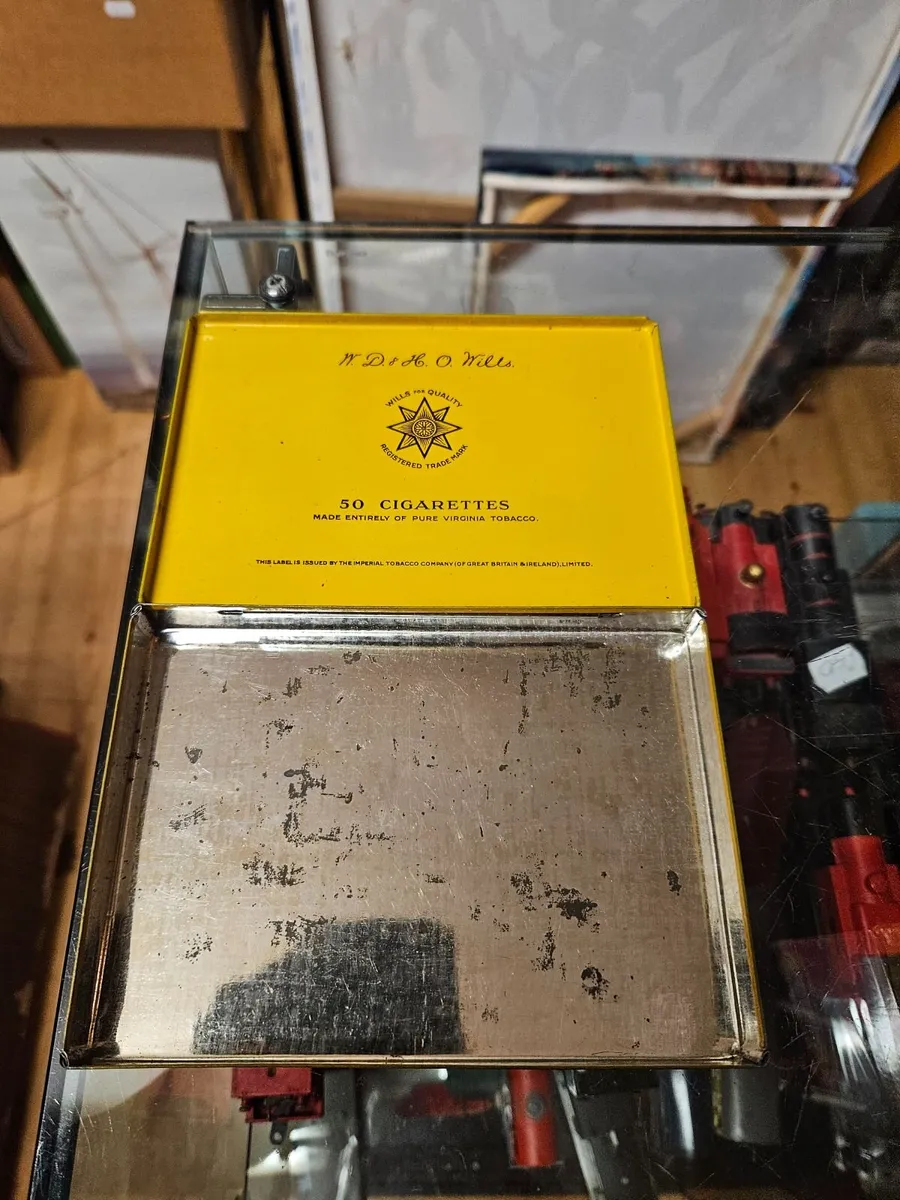 W. D. & H. O. Wills.
WILLS FOR QUALITY
REGISTERED TRADE MARK
50 CIGARETTES
MADE ENTIRELY OF PURE VIRGINIA TOBACCO.
THIS LABEL IS ISSUED BY THE IMPERIAL TOBACCO COMPANY (OF GREAT BRITAIN & IRELAND), LIMITED.